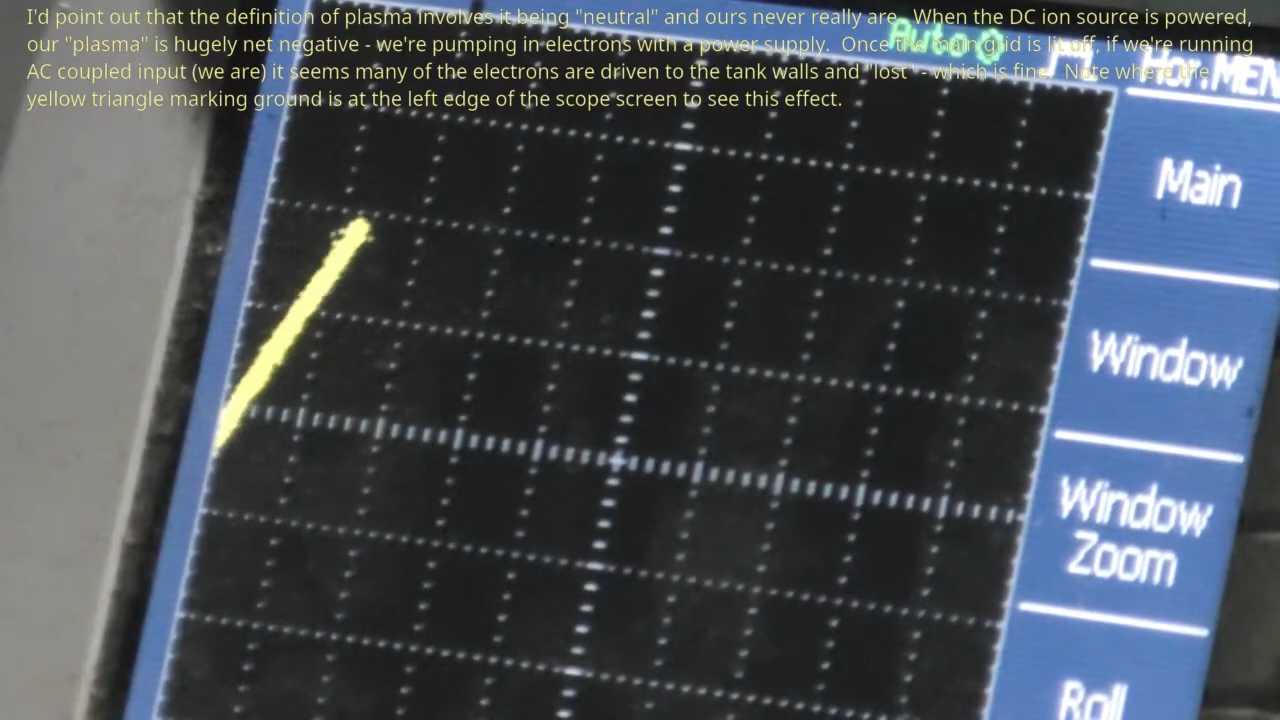 I'd point out that the definition of plasma involves it being "neutral" and ours never really are. When the DC ion source is powered,
our "plasma" is hugely net negative - we're pumping in electrons with a power supply. Once the main grid is lit off, if we're running
AC coupled input (we are) it seems many of the electrons are driven to the tank walls and "lost" - which is fine. Note where the
yellow triangle marking ground is at the left edge of the scope screen to see this effect.
Auto
Hor.MEN
Main
Window
Window
Zoom
Roll